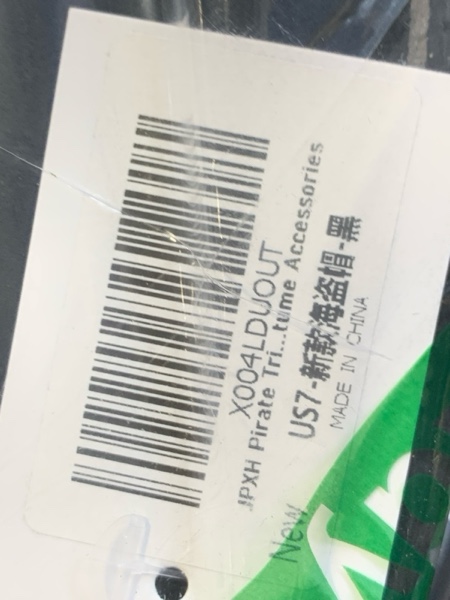 X004LDUOUT
JPXH Pirate Tri...tume Accessories
New
US7-新款海盗帽-黑
MADE IN CHINA